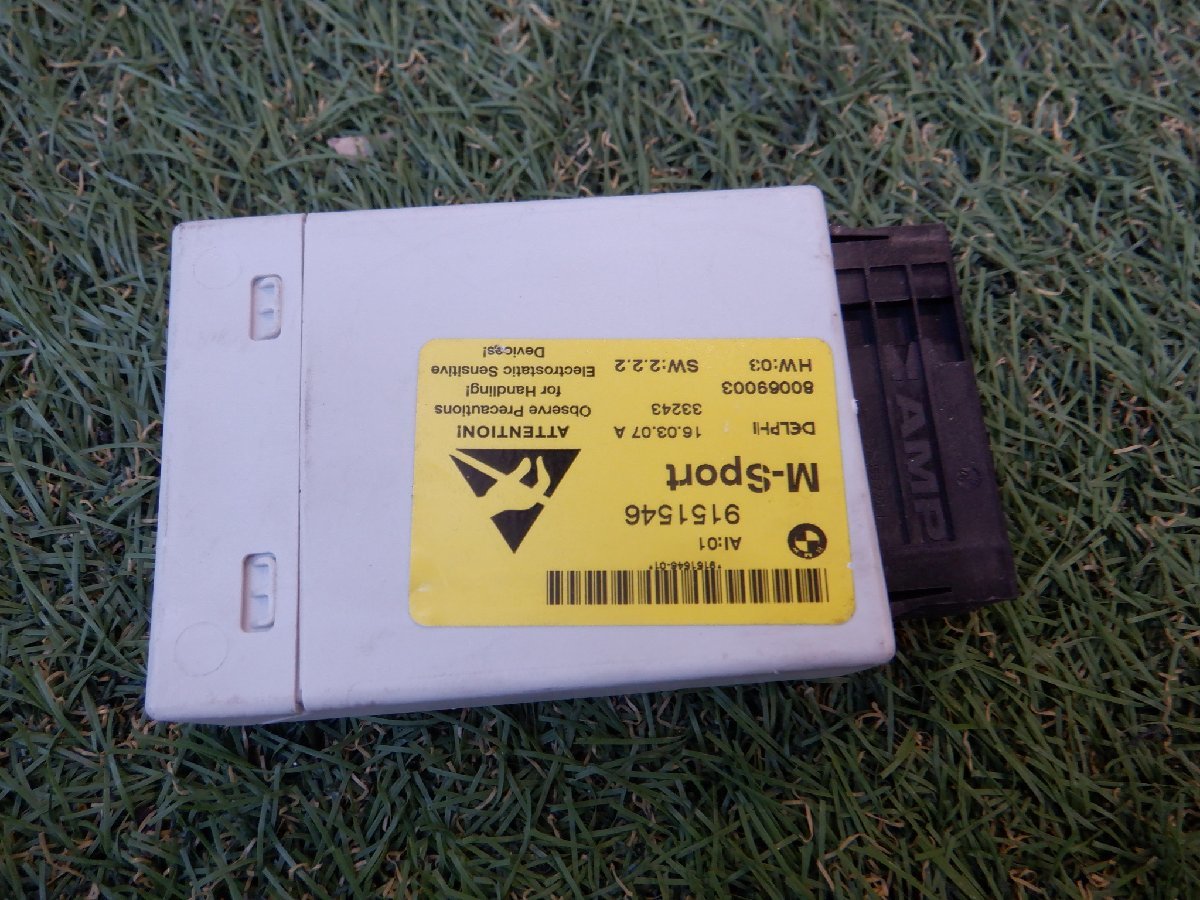 *9151546-01*
AI:01
9151546
M-Sport
DELPHI 16.03.07 A
33243
80069003
HW:03 SW:2.2.2
ATTENTION!
Observe Precautions
for Handling!
Electrostatic Sensitive
Devices!
AMP